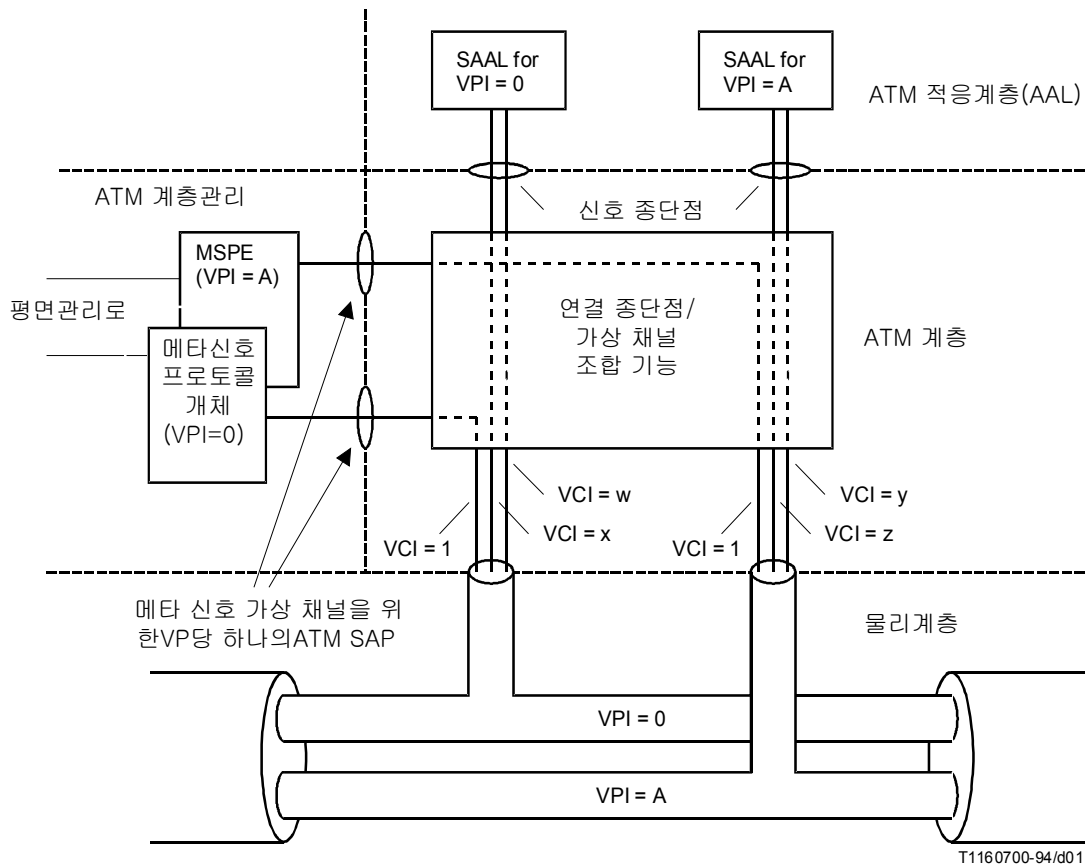 SAAL for
VPI = 0
SAAL for
VPI = A
ATM 적응계층(AAL)
ATM 계층관리
신호 종단점
MSPE
(VPI = A)
평면관리로
메타신호
프로토콜
개체
(VPI=0)
연결 종단점/
가상 채널
조합 기능
ATM 계층
VCI = w
VCI = x
VCI = 1
VCI = y
VCI = z
VCI = 1
메타 신호 가상 채널을 위
한VP당 하나의ATM SAP
물리계층
VPI = 0
VPI = A
T1160700-94/d01